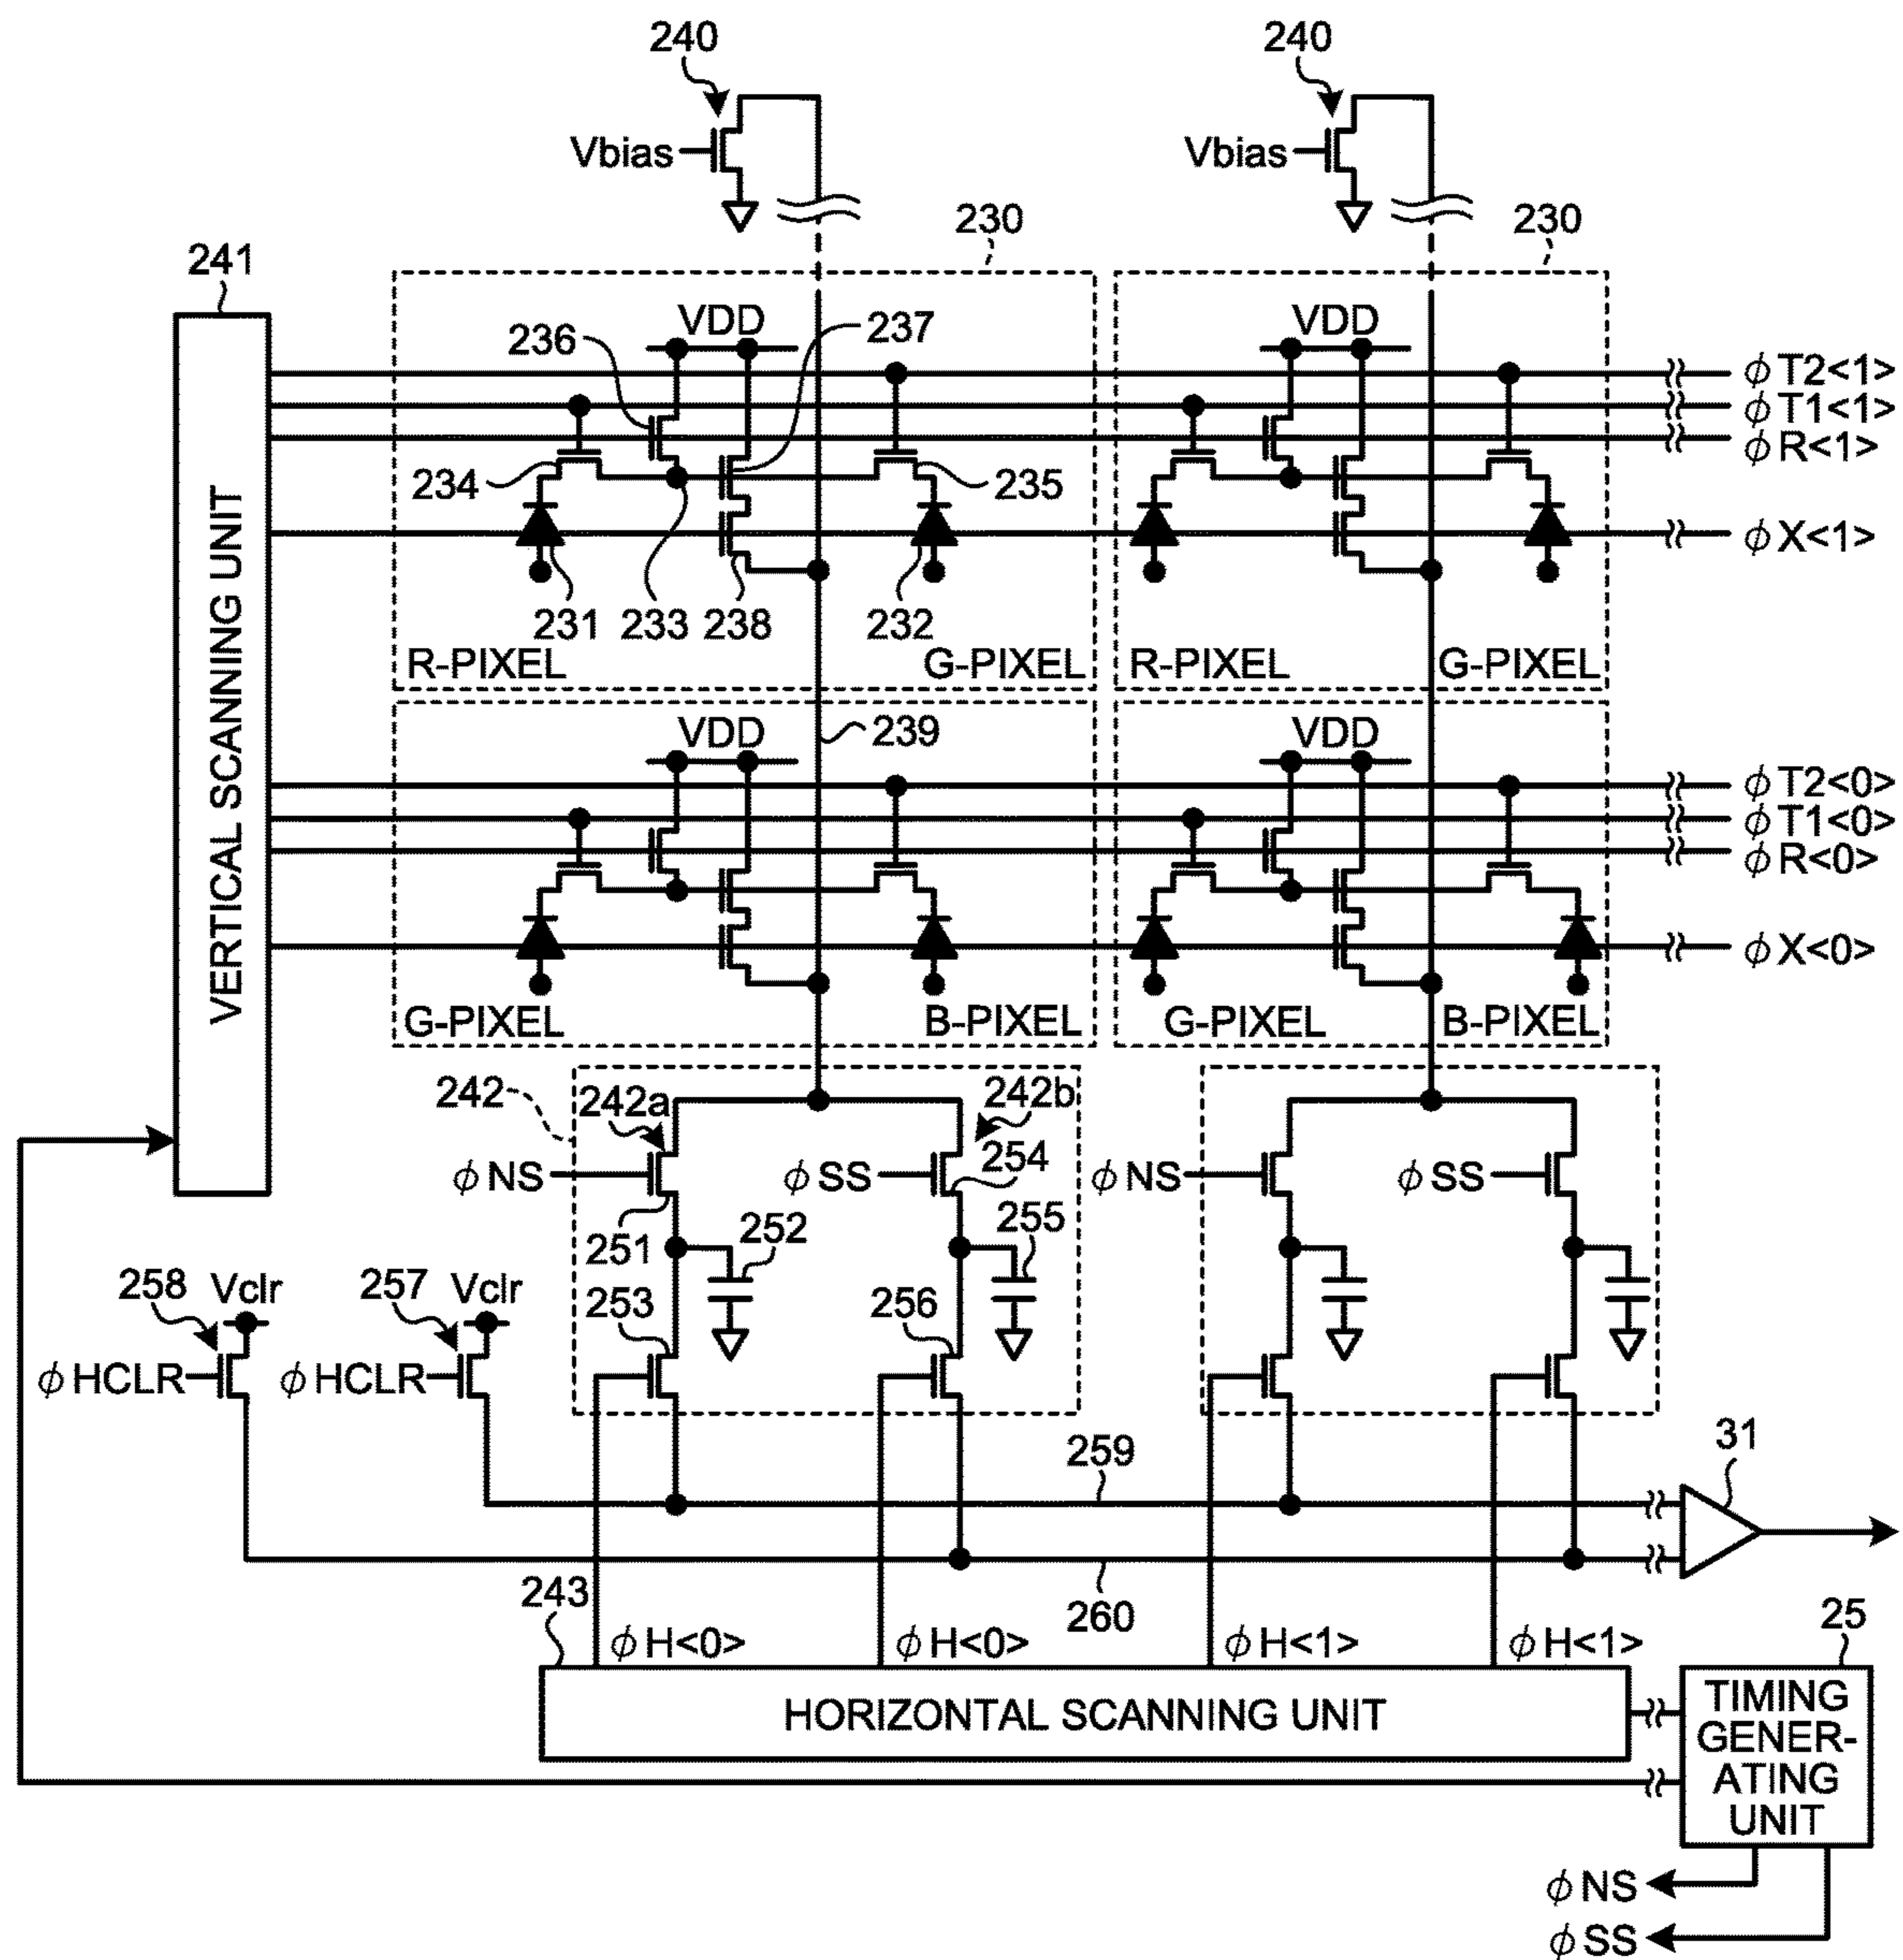 240 240
Vbias Vbias
230 230
241
VDD 237 VDD
236
ϕT2<1>
ϕT1<1>
ϕR<1>
234 235
ϕX<1>
231 233 238 232
R-PIXEL G-PIXEL R-PIXEL G-PIXEL
VERTICAL SCANNING UNIT
VDD 239 VDD
ϕT2<0>
ϕT1<0>
ϕR<0>
ϕX<0>
G-PIXEL B-PIXEL G-PIXEL B-PIXEL
242 242a 242b
ϕNS ϕSS 254 ϕNS ϕSS
251 252 255
258 Vclr 257 Vclr 253 256
ϕHCLR ϕHCLR
259 31
243 260 25
ϕH<0> ϕH<0> ϕH<1> ϕH<1>
HORIZONTAL SCANNING UNIT
TIMING
GENER-
ATING
UNIT
ϕNS
ϕSS